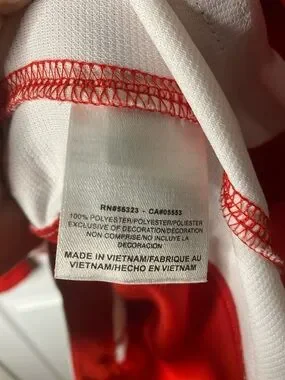 RN#56323 - CA#05553
100% POLYESTER/POLYESTER/POLIESTER
EXCLUSIVE OF DECORATION/DECORATION
NON COMPRISE/NO INCLUYE LA
DECORACIÓN
MADE IN VIETNAM/FABRIQUE AU
VIETNAM/HECHO EN VIETNAM